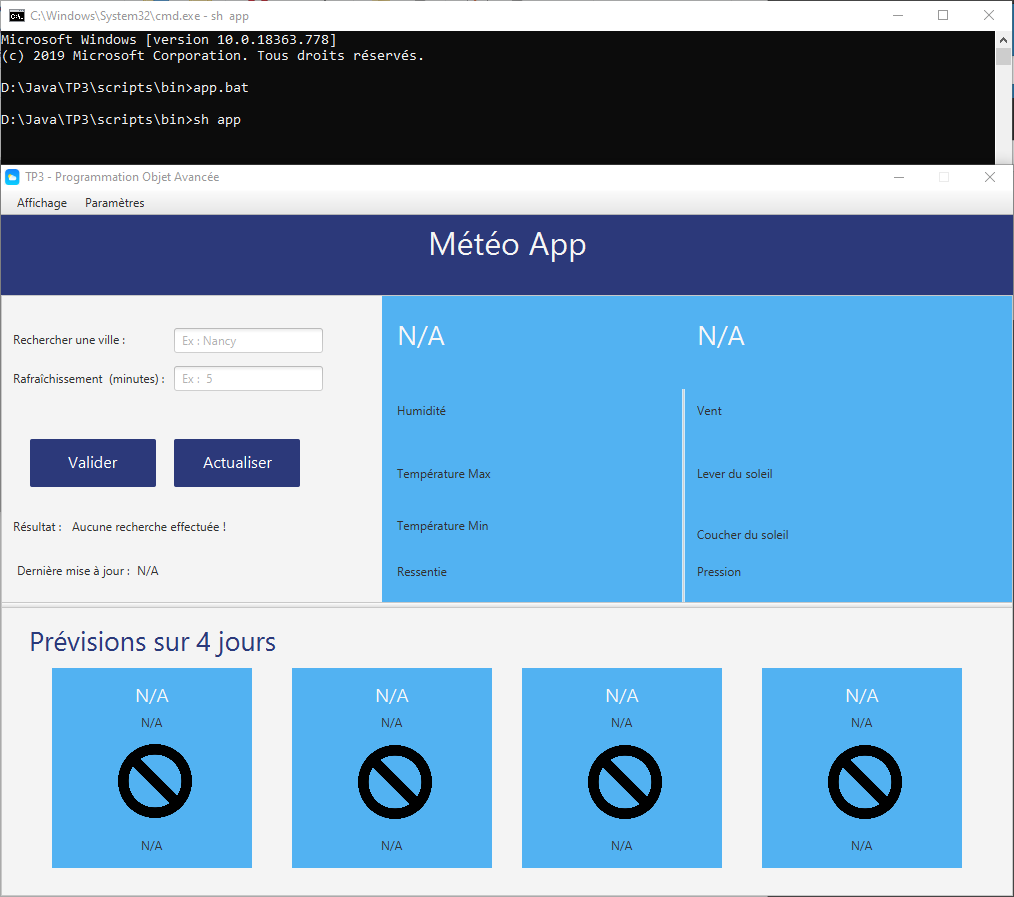 C:\Windows\System32\cmd.exe - sh app
Microsoft Windows [version 10.0.18363.778]
(c) 2019 Microsoft Corporation. Tous droits réservés.
D:\Java\TP3\scripts\bin>app.bat
D:\Java\TP3\scripts\bin>sh app
TP3 - Programmation Objet Avancée
Affichage Paramètres
Météo App
Rechercher une ville : Ex : Nancy
Rafraîchissement (minutes) : Ex : 5
Valider Actualiser
Résultat : Aucune recherche effectuée !
Dernière mise à jour : N/A
N/A N/A
Humidité Vent
Température Max Lever du soleil
Température Min Coucher du soleil
Ressentie Pression
Prévisions sur 4 jours
N/A N/A N/A N/A
N/A N/A N/A N/A
N/A N/A N/A N/A